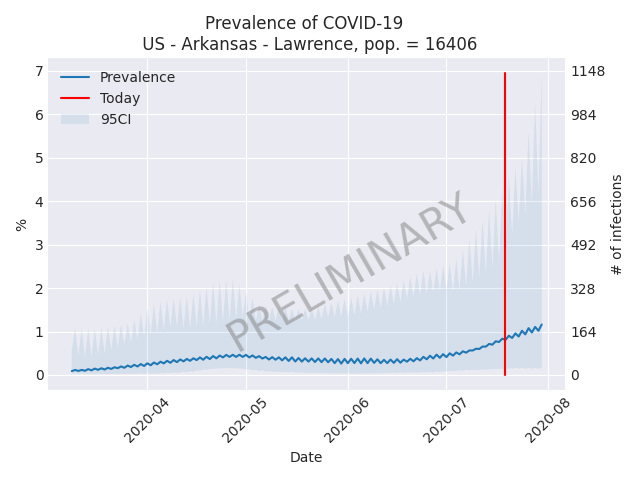 Prevalence of COVID-19
US - Arkansas - Lawrence, pop. = 16406
Prevalence
Today
95CI
7
6
5
4
3
2
1
0
%
1148
984
820
656
492
328
164
0
# of infections
PRELIMINARY
2020-04
2020-05
2020-06
2020-07
2020-08
Date